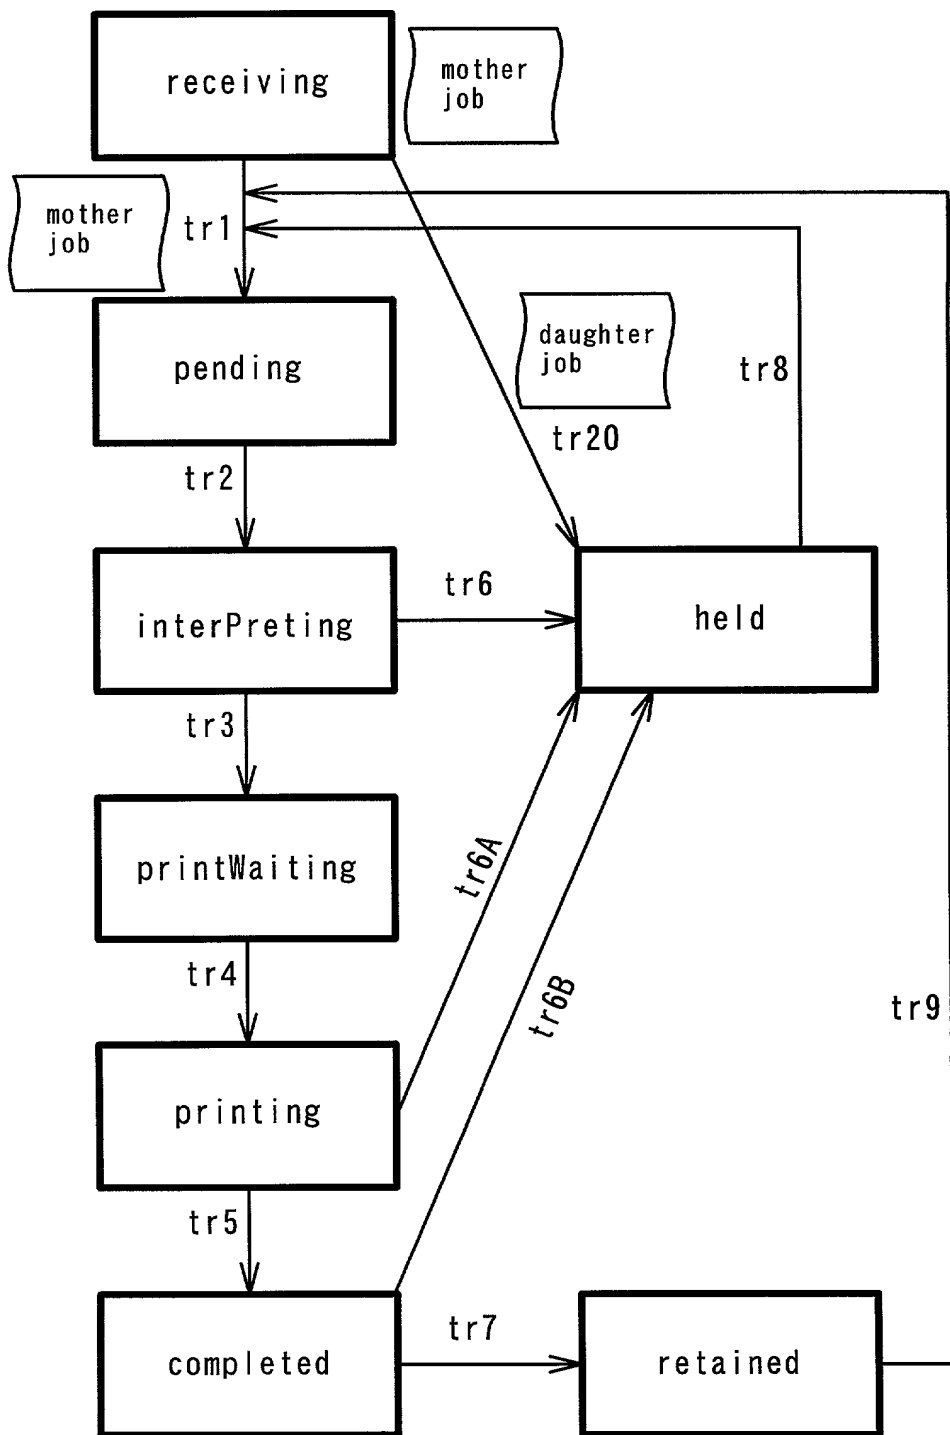 receiving
mother
job
mother
job
tr1
pending
daughter
job
tr8
tr20
tr2
interPreting
tr6
held
tr3
printWaiting
tr6A
tr4
tr6B
tr9
printing
tr5
completed
tr7
retained